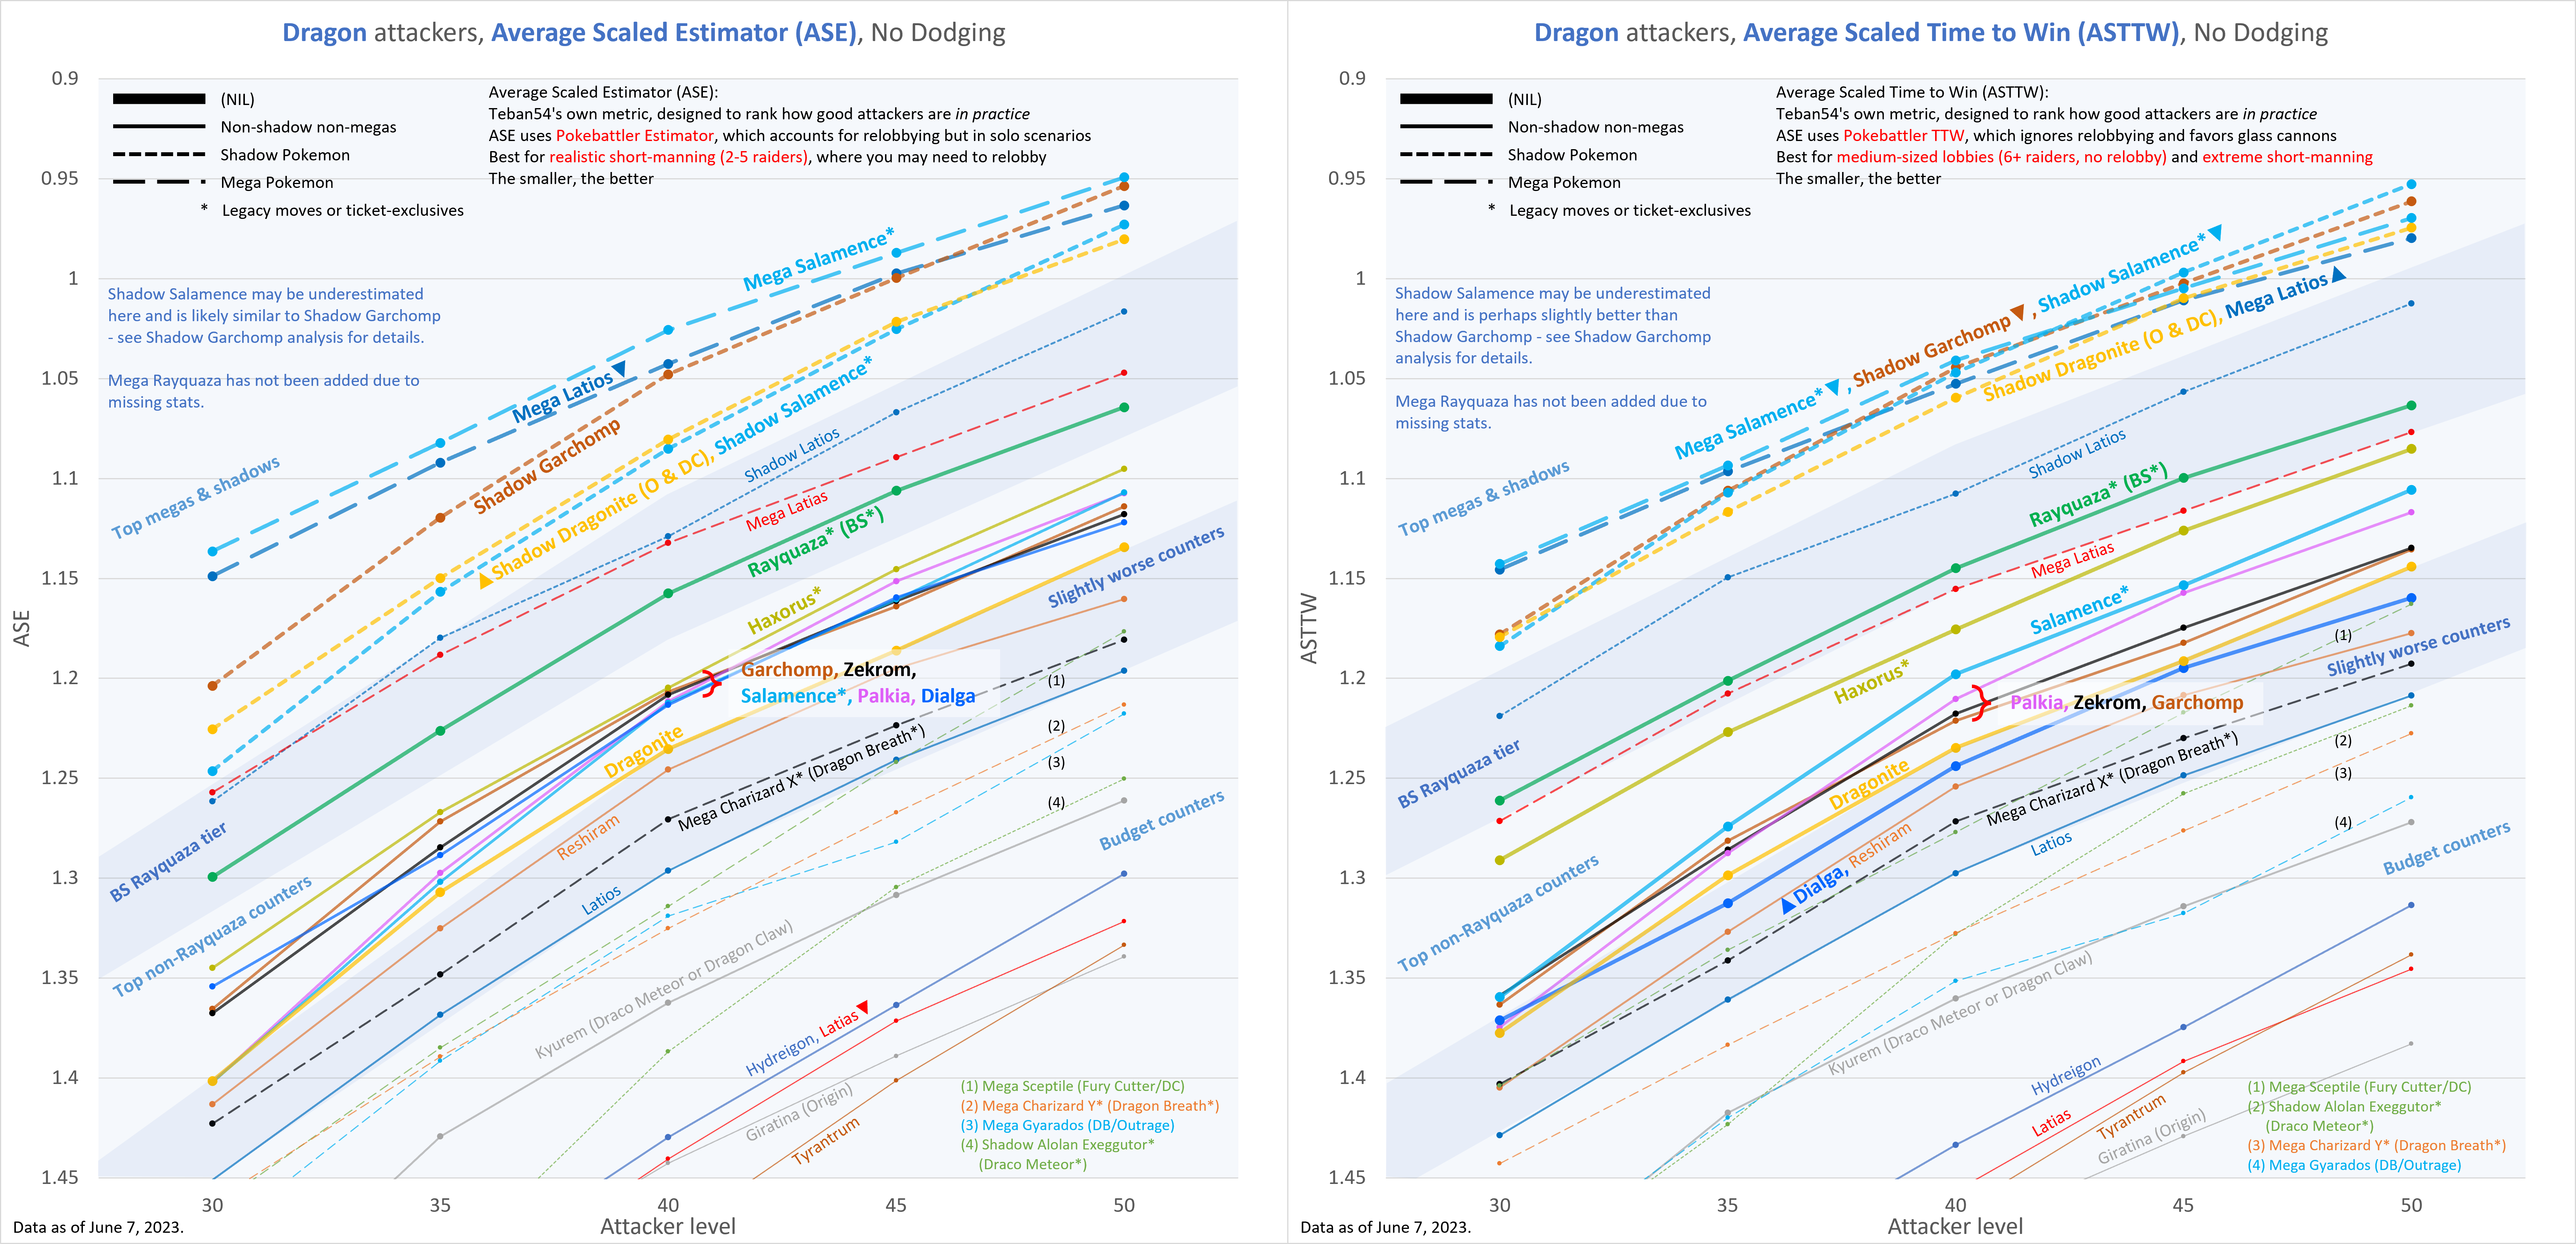 Dragon attackers, Average Scaled Estimator (ASE), No Dodging
0.9
0.95
1
1.05
1.1
1.15
1.2
1.25
1.3
1.35
1.4
1.45
ASE
(NIL)
Non-shadow non-megas
Shadow Pokemon
Mega Pokemon
* Legacy moves or ticket-exclusives
Average Scaled Estimator (ASE):
Teban54's own metric, designed to rank how good attackers are in practice
ASE uses Pokebattler Estimator, which accounts for relobbying but in solo scenarios
Best for realistic short-manning (2-5 raiders), where you may need to relobby
The smaller, the better
Shadow Salamence may be underestimated
here and is likely similar to Shadow Garchomp
- see Shadow Garchomp analysis for details.
Mega Rayquaza has not been added due to
missing stats.
Mega Salamence*
Mega Latios
Shadow Garchomp
Shadow Dragonite (O & DC), Shadow Salamence*
Top megas & shadows
Shadow Latios
Mega Latias
Rayquaza* (BS*)
BS Rayquaza tier
Haxorus*
Garchomp, Zekrom,
Salamence*, Palkia, Dialga
Dragonite
Top non-Rayquaza counters
Slightly worse counters
Reshiram
Mega Charizard X* (Dragon Breath*)
Latios
(1)
(2)
(3)
(4)
Budget counters
Kyurem (Draco Meteor or Dragon Claw)
Hydreigon, Latias
Giratina (Origin)
Tyrantrum
(1) Mega Sceptile (Fury Cutter/DC)
(2) Mega Charizard Y* (Dragon Breath*)
(3) Mega Gyarados (DB/Outrage)
(4) Shadow Alolan Exeggutor*
(Draco Meteor*)
30
35
40
45
50
Attacker level
Data as of June 7, 2023.
Dragon attackers, Average Scaled Time to Win (ASTTW), No Dodging
0.9
0.95
1
1.05
1.1
1.15
1.2
1.25
1.3
1.35
1.4
1.45
ASTTW
(NIL)
Non-shadow non-megas
Shadow Pokemon
Mega Pokemon
* Legacy moves or ticket-exclusives
Average Scaled Time to Win (ASTTW):
Teban54's own metric, designed to rank how good attackers are in practice
ASE uses Pokebattler TTW, which ignores relobbying and favors glass cannons
Best for medium-sized lobbies (6+ raiders, no relobby) and extreme short-manning
The smaller, the better
Shadow Salamence may be underestimated
here and is perhaps slightly better than
Shadow Garchomp - see Shadow Garchomp
analysis for details.
Mega Rayquaza has not been added due to
missing stats.
Mega Salamence* , Shadow Garchomp , Shadow Salamence*
Shadow Dragonite (O & DC), Mega Latios
Top megas & shadows
Shadow Latios
Rayquaza* (BS*)
Mega Latias
BS Rayquaza tier
Haxorus*
Salamence*
Palkia, Zekrom, Garchomp
Dragonite
Dialga,
Reshiram
Top non-Rayquaza counters
Slightly worse counters
Mega Charizard X* (Dragon Breath*)
Latios
(1)
(2)
(3)
(4)
Budget counters
Kyurem (Draco Meteor or Dragon Claw)
Hydreigon
Latias
Tyrantrum
Giratina (Origin)
(1) Mega Sceptile (Fury Cutter/DC)
(2) Shadow Alolan Exeggutor*
(Draco Meteor*)
(3) Mega Charizard Y* (Dragon Breath*)
(4) Mega Gyarados (DB/Outrage)
30
35
40
45
50
Attacker level
Data as of June 7, 2023.